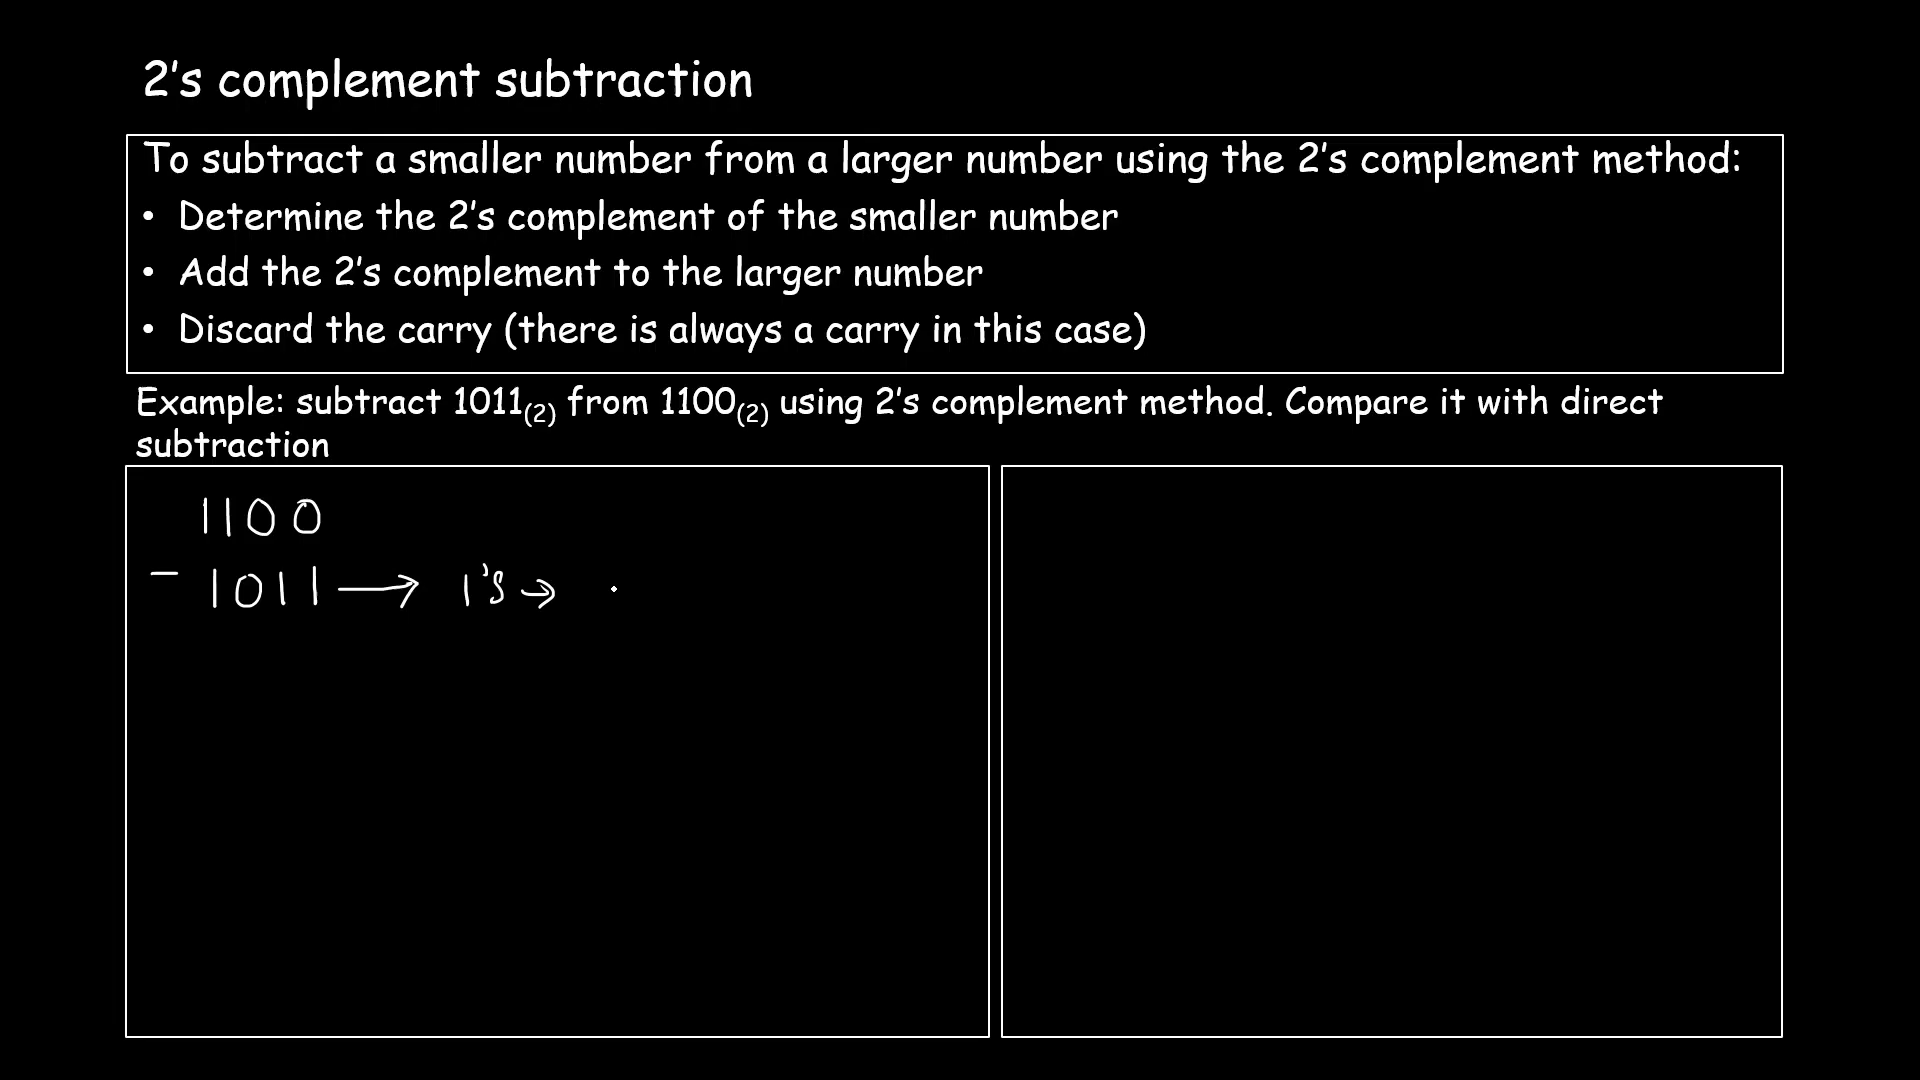 2's complement subtraction
To subtract a smaller number from a larger number using the 2's complement method:
• Determine the 2's complement of the smaller number
• Add the 2's complement to the larger number
• Discard the carry (there is always a carry in this case)
Example: subtract 1011(2) from 1100(2) using 2's complement method. Compare it with direct
subtraction
1100
- 1011 → 1's →